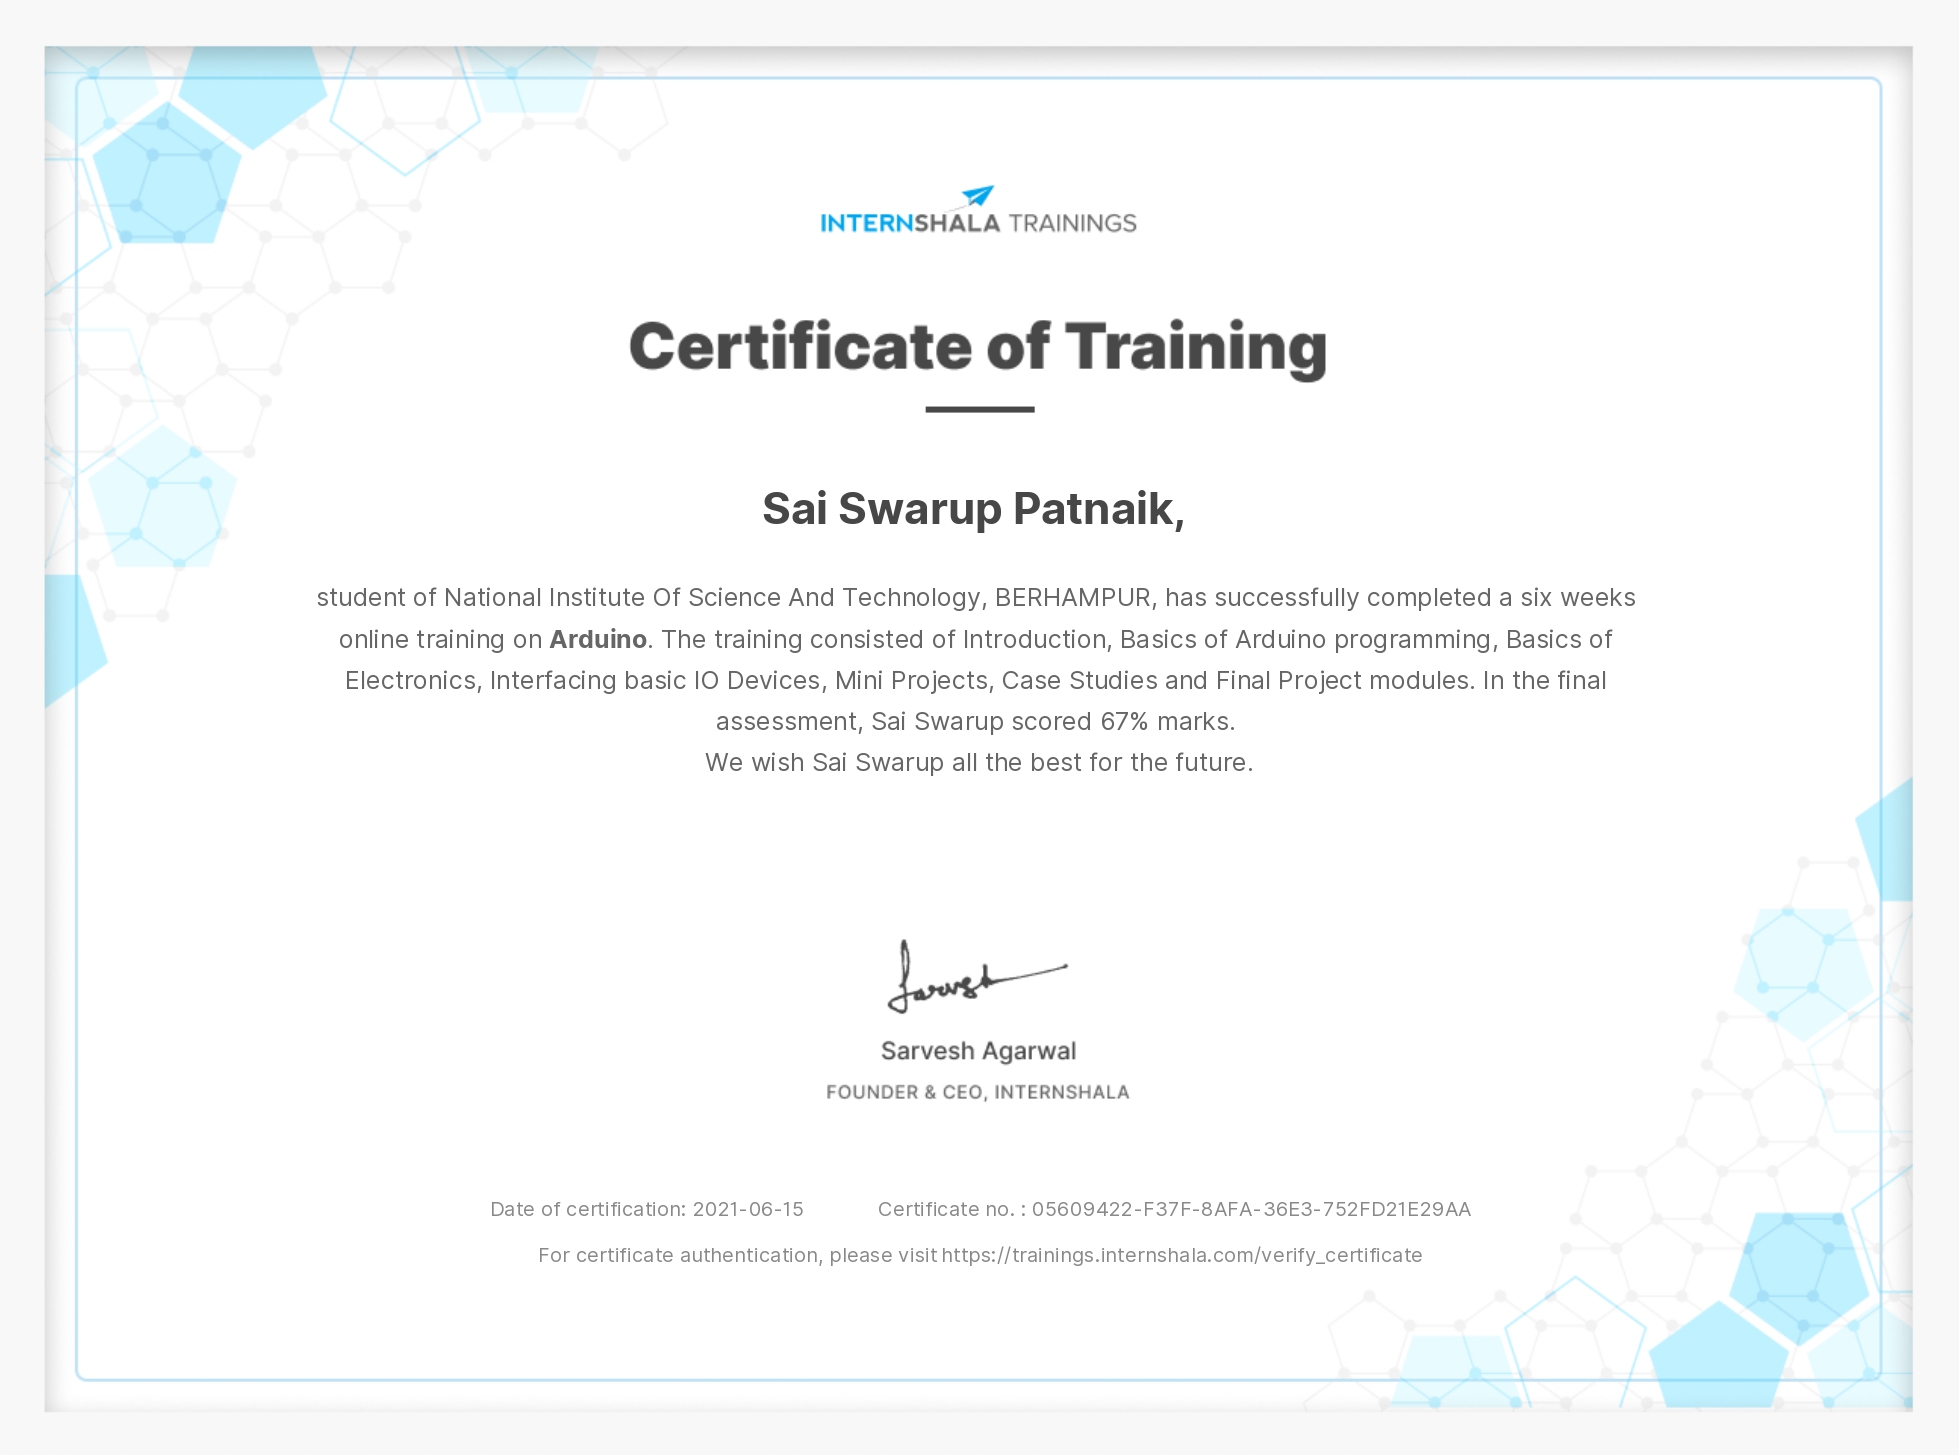 INTERNSHALA TRAININGS
Certificate of Training
Sai Swarup Patnaik,
student of National Institute Of Science And Technology, BERHAMPUR, has successfully completed a six weeks
online training on Arduino. The training consisted of Introduction, Basics of Arduino programming, Basics of
Electronics, Interfacing basic IO Devices, Mini Projects, Case Studies and Final Project modules. In the final
assessment, Sai Swarup scored 67% marks.
We wish Sai Swarup all the best for the future.
Sarvesh
Sarvesh Agarwal
FOUNDER & CEO, INTERNSHALA
Date of certification: 2021-06-15 Certificate no. : 05609422-F37F-8AFA-36E3-752FD21E29AA
For certificate authentication, please visit https://trainings.internshala.com/verify_certificate